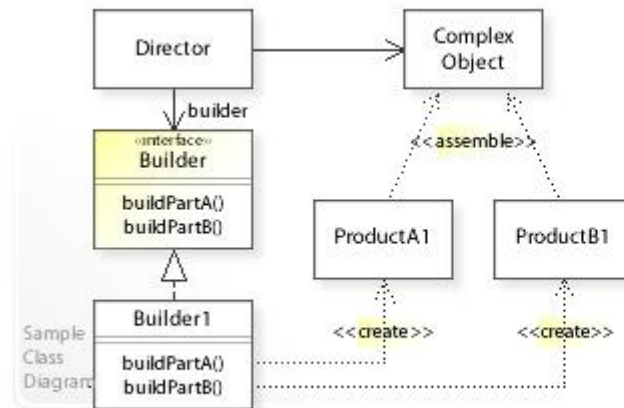 Director
Complex
Object
builder
«interface»
Builder
buildPartA()
buildPartB()
<<assemble>>
ProductA1
ProductB1
Builder1
buildPartA()
buildPartB()
<<create>>
<<create>>
Sample
Class
Diagram